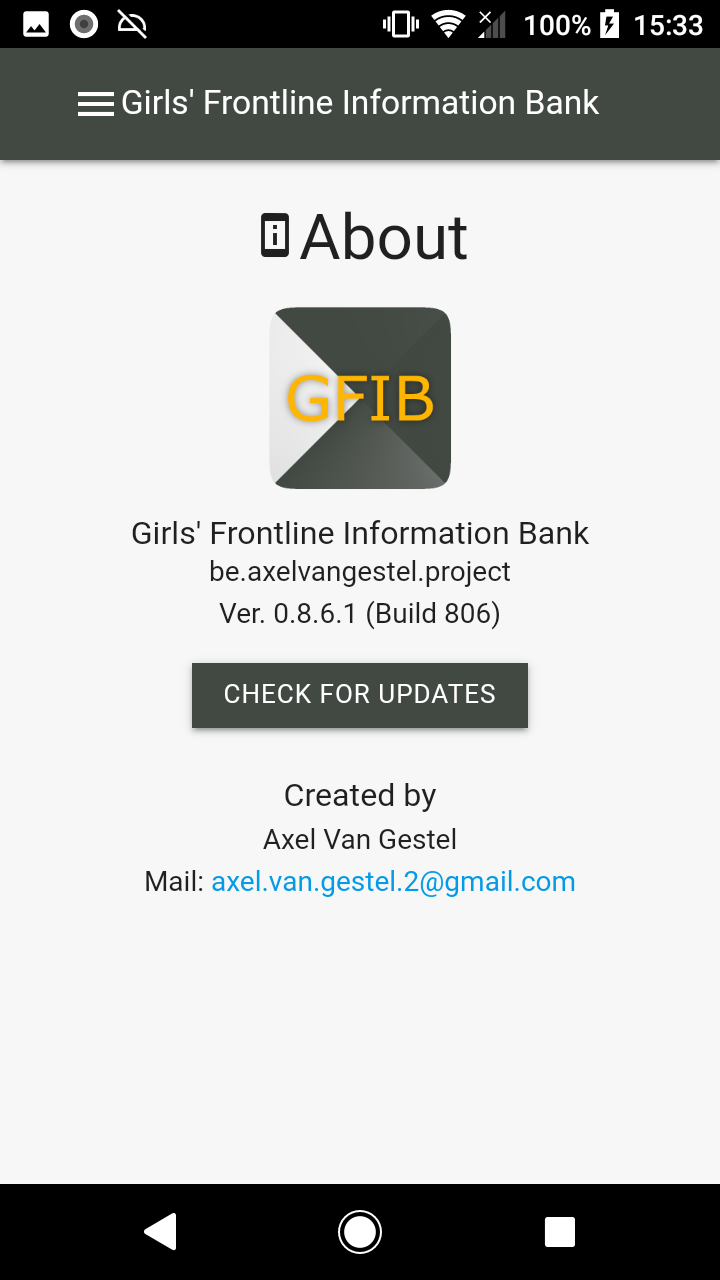 100% 15:33
Girls' Frontline Information Bank
About
GFIB
Girls' Frontline Information Bank
be.axelvangestel.project
Ver. 0.8.6.1 (Build 806)
CHECK FOR UPDATES
Created by
Axel Van Gestel
Mail: axel.van.gestel.2@gmail.com